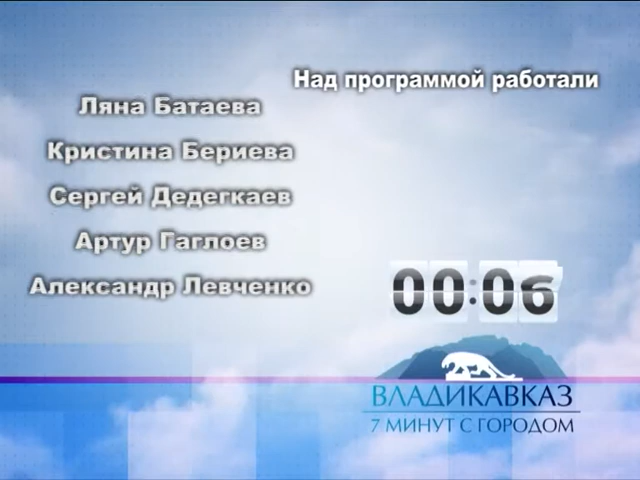 Над программой работали
Ляна Батаева
Кристина Бериева
Сергей Дедегкаев
Артур Гаглоев
Александр Левченко
00:06
ВЛАДИКАВКАЗ
7 МИНУТ С ГОРОДОМ